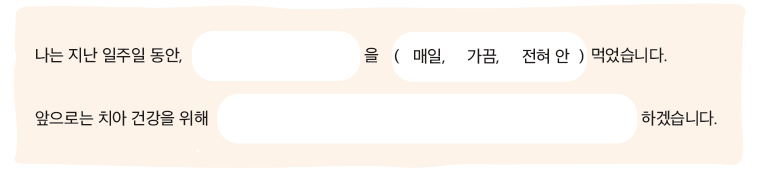 나는 지난 일주일 동안, 을 ( 매일, 가끔, 전혀 안 ) 먹었습니다.
앞으로는 치아 건강을 위해 하겠습니다.